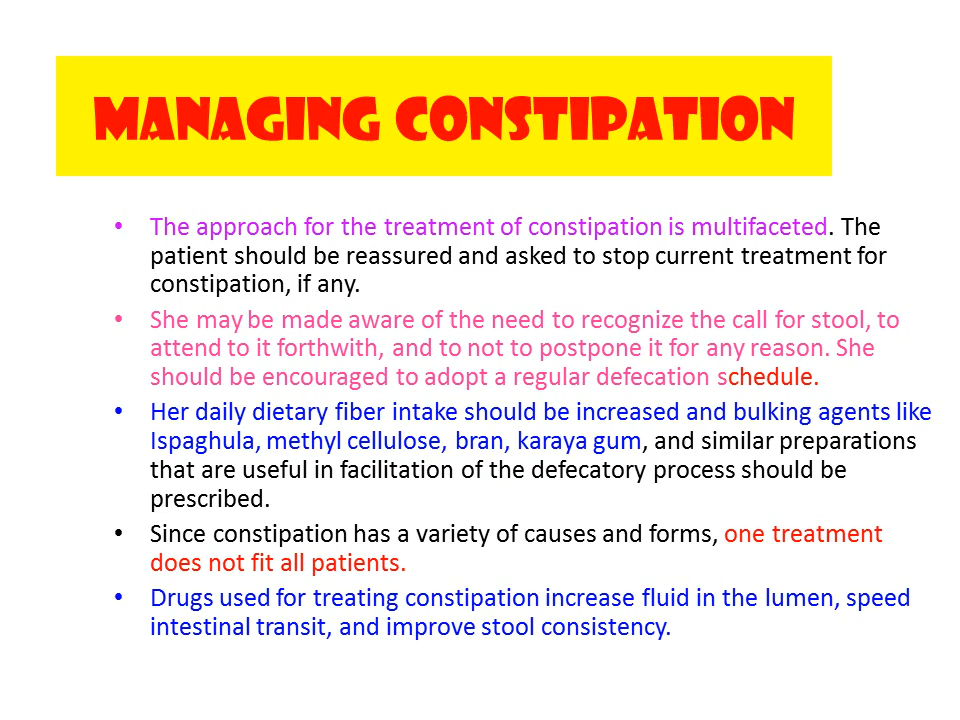 MANAGING CONSTIPATION
• The approach for the treatment of constipation is multifaceted. The
patient should be reassured and asked to stop current treatment for
constipation, if any.
• She may be made aware of the need to recognize the call for stool, to
attend to it forthwith, and to not to postpone it for any reason. She
should be encouraged to adopt a regular defecation schedule.
• Her daily dietary fiber intake should be increased and bulking agents like
Ispaghula, methyl cellulose, bran, karaya gum, and similar preparations
that are useful in facilitation of the defecatory process should be
prescribed.
• Since constipation has a variety of causes and forms, one treatment
does not fit all patients.
• Drugs used for treating constipation increase fluid in the lumen, speed
intestinal transit, and improve stool consistency.